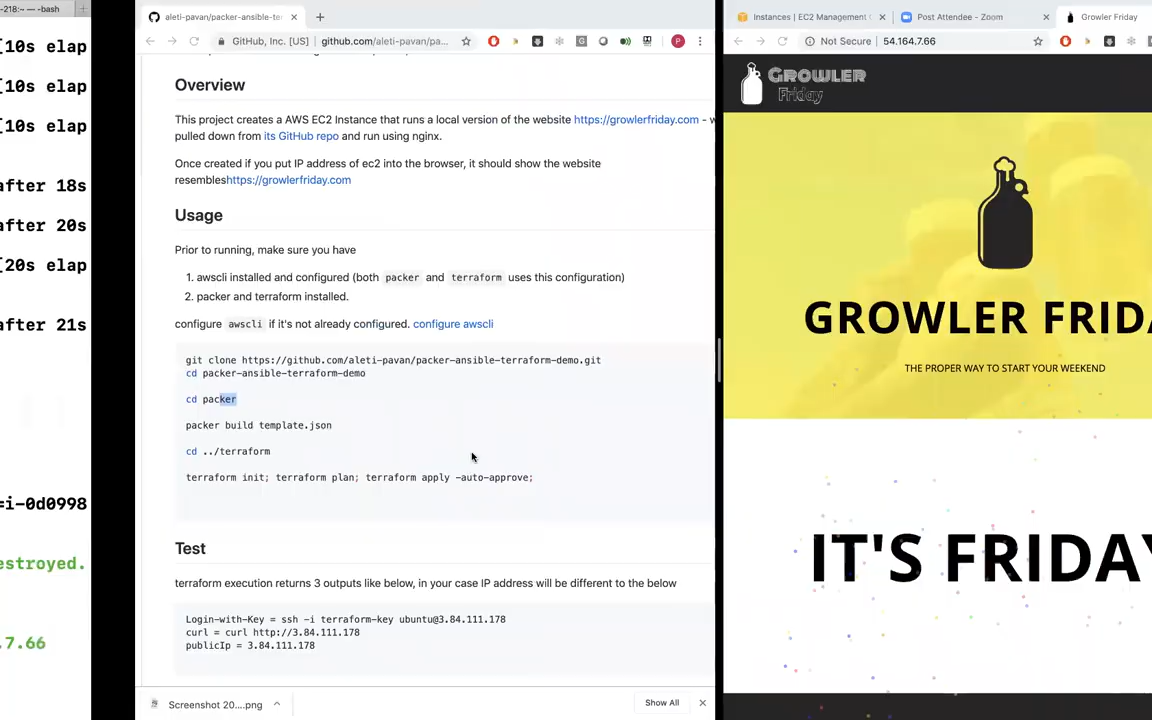 -218:~ — -bash
[10s elap
[10s elap
[10s elap
after 18s
after 20s
[20s elap
after 21s
=i-0d0998
estroyed.
.7.66
aleti-pavan/packer-ansible-ter
GitHub, Inc. [US]
github.com/aleti-pavan/pa...
Overview
This project creates a AWS EC2 Instance that runs a local version of the website https://growlerfriday.com - w
pulled down from its GitHub repo and run using nginx.
Once created if you put IP address of ec2 into the browser, it should show the website
resembleshttps://growlerfriday.com
Usage
Prior to running, make sure you have
1. awscli installed and configured (both packer and terraform uses this configuration)
2. packer and terraform installed.
configure awscli if it's not already configured. configure awscli
git clone https://github.com/aleti-pavan/packer-ansible-terraform-demo.git
cd packer-ansible-terraform-demo
cd packer
packer build template.json
cd ../terraform
terraform init; terraform plan; terraform apply -auto-approve;
Test
terraform execution returns 3 outputs like below, in your case IP address will be different to the below
Login-with-Key = ssh -i terraform-key ubuntu@3.84.111.178
curl = curl http://3.84.111.178
publicIp = 3.84.111.178
Screenshot 20....png
Show All
Instances | EC2 Management
Post Attendee - Zoom
Growler Friday
Not Secure
54.164.7.66
GROWLER
Friday
GROWLER FRIDA
THE PROPER WAY TO START YOUR WEEKEND
IT'S FRIDAY